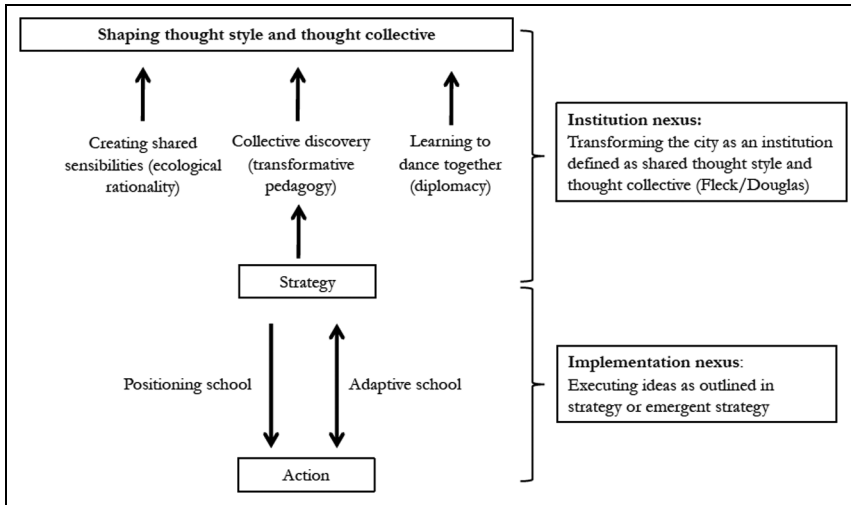 Shaping thought style and thought collective
Creating shared
sensibilities (ecological
rationality)
Collective discovery
(transformative
pedagogy)
Learning to
dance together
(diplomacy)
Institution nexus:
Transforming the city as an institution
defined as shared thought style and
thought collective (Fleck/Douglas)
Strategy
Positioning school
Adaptive school
Implementation nexus:
Executing ideas as outlined in
strategy or emergent strategy
Action